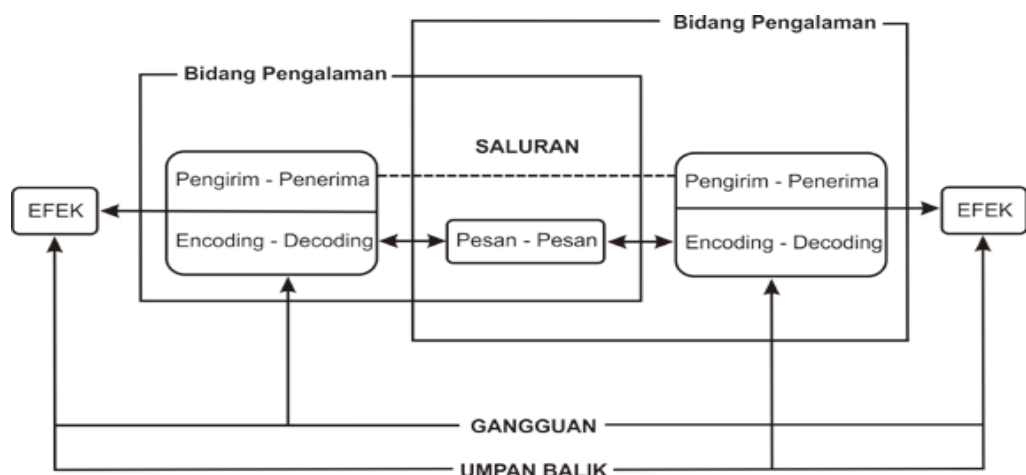 Bidang Pengalaman
Bidang Pengalaman
SALURAN
Pengirim - Penerima
Pengirim - Penerima
EFEK
EFEK
Encoding - Decoding
Pesan - Pesan
Encoding - Decoding
GANGGUAN
UMPAN BALIK